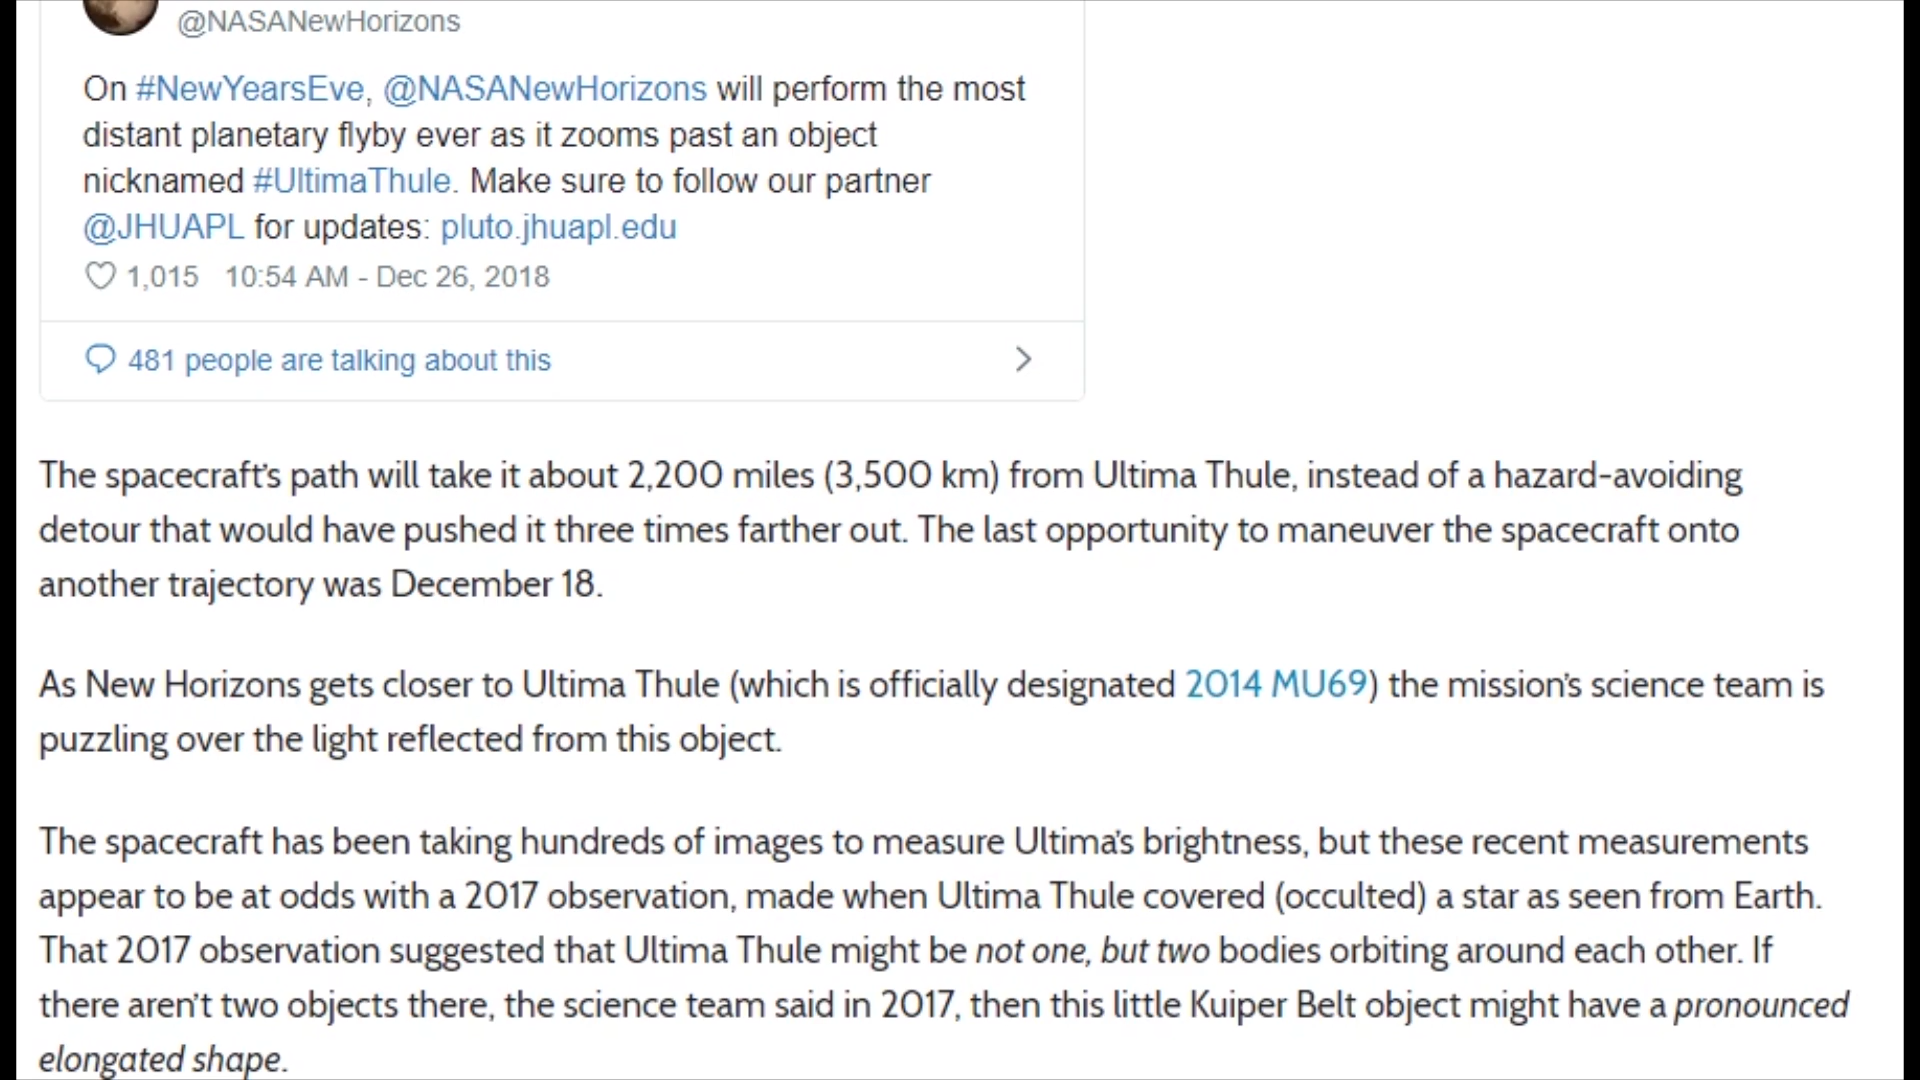 @NASANewHorizons
On #NewYearsEve, @NASANewHorizons will perform the most
distant planetary flyby ever as it zooms past an object
nicknamed #UltimaThule. Make sure to follow our partner
@JHUAPL for updates: pluto.jhuapl.edu
1,015 10:54 AM - Dec 26, 2018
481 people are talking about this
The spacecraft's path will take it about 2,200 miles (3,500 km) from Ultima Thule, instead of a hazard-avoiding
detour that would have pushed it three times farther out. The last opportunity to maneuver the spacecraft onto
another trajectory was December 18.
As New Horizons gets closer to Ultima Thule (which is officially designated 2014 MU69) the mission's science team is
puzzling over the light reflected from this object.
The spacecraft has been taking hundreds of images to measure Ultima's brightness, but these recent measurements
appear to be at odds with a 2017 observation, made when Ultima Thule covered (occulted) a star as seen from Earth.
That 2017 observation suggested that Ultima Thule might be not one, but two bodies orbiting around each other. If
there aren't two objects there, the science team said in 2017, then this little Kuiper Belt object might have a pronounced
elongated shape.